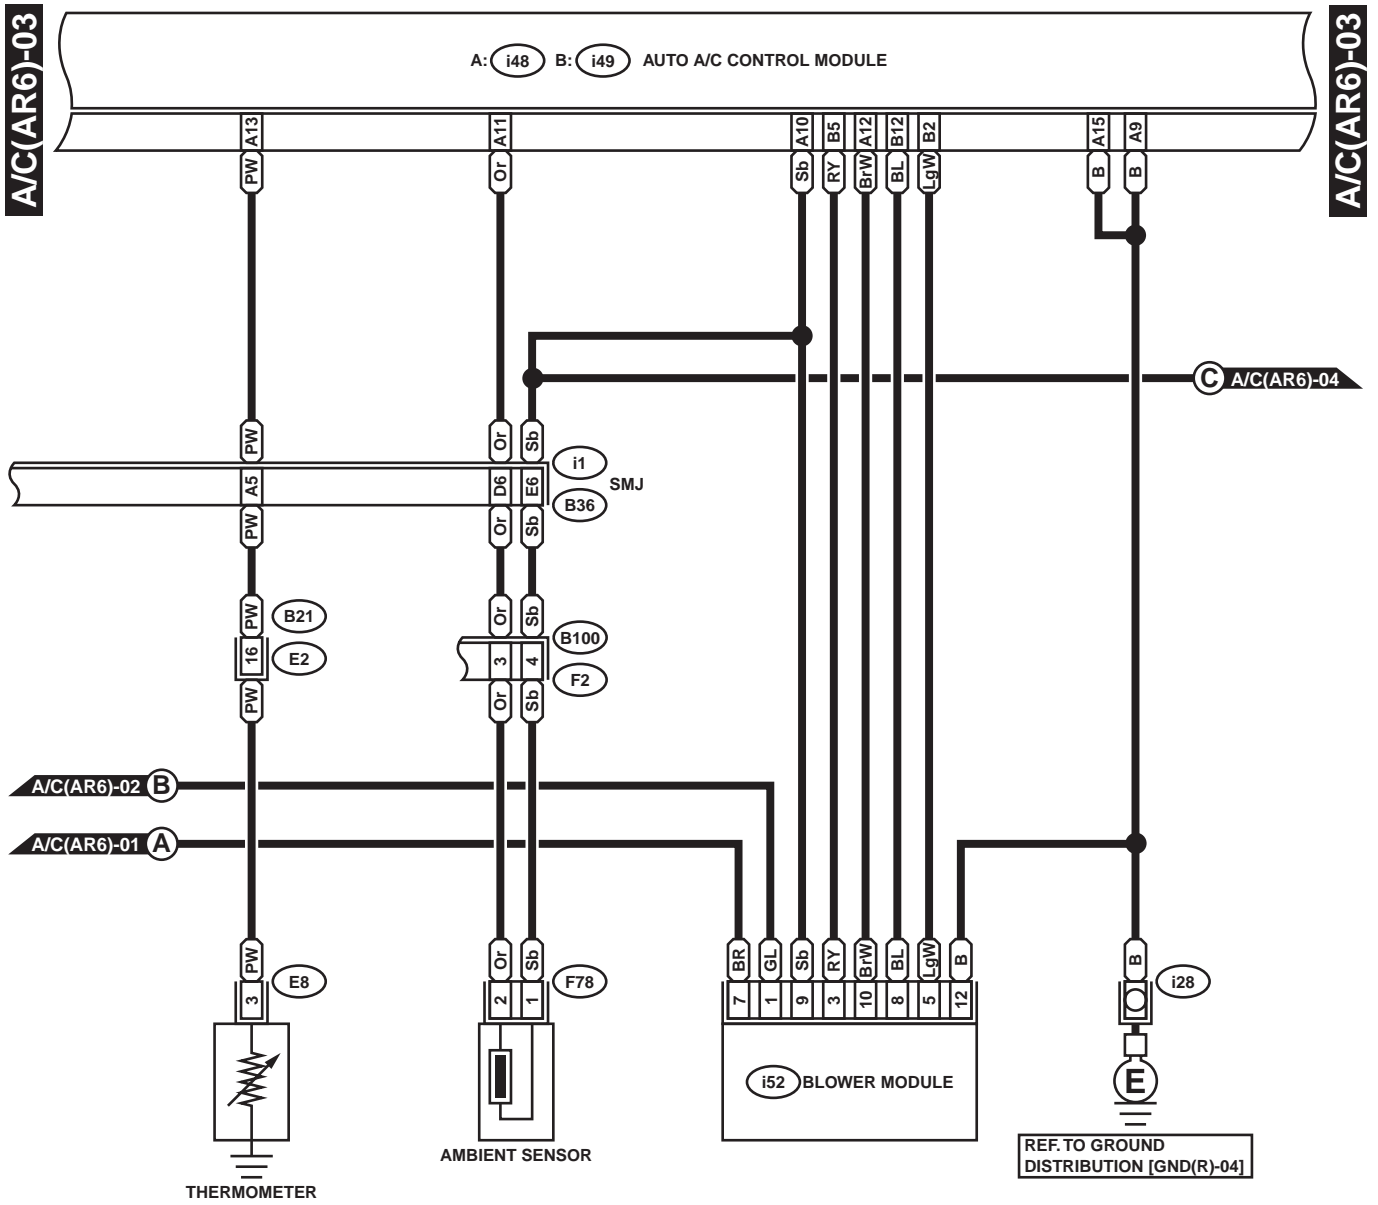 A/C(AR6)-03
A/C(AR6)-03
A: i48 B: i49 AUTO A/C CONTROL MODULE
A13 A11 A10 B5 A12 B12 B2 A15 A9
PW Or Sb RY BrW BL LgW B B
C A/C(AR6)-04
PW Or Sb
i1
A5 D6 E6 SMJ
B36
PW Or Sb
PW B21 Or Sb
B100
16 E2 3 4
F2
PW Or Sb
A/C(AR6)-02 B
A/C(AR6)-01 A
PW Or Sb BR GL Sb RY BrW BL LgW B B
E8 F78 i28
3 2 1 7 1 9 3 10 8 5 12
i52 BLOWER MODULE
E
REF. TO GROUND
DISTRIBUTION [GND(R)-04]
AMBIENT SENSOR
THERMOMETER